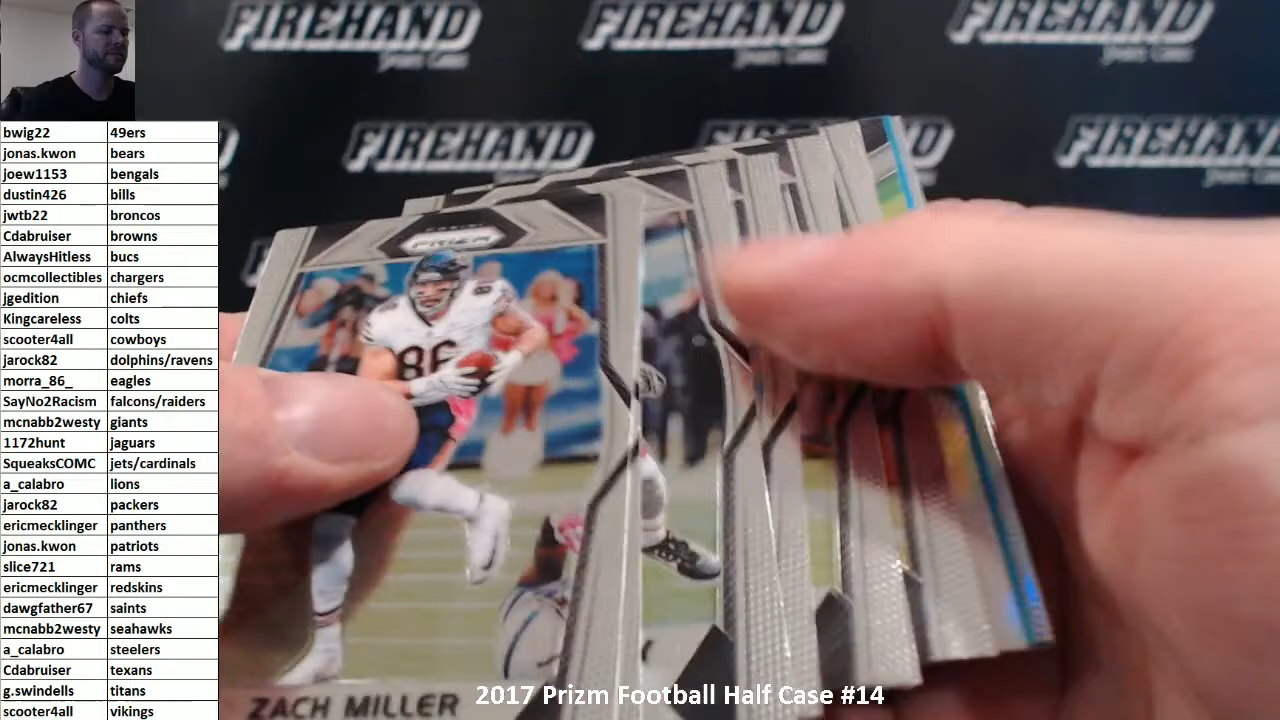 FIREHAND FIREHAND FIREHAND
FIREHAND FIREHAND FIREHAND
bwig22 49ers
jonas.kwon bears
joew1153 bengals
dustin426 bills
jwtb22 broncos
Cdabruiser browns
AlwaysHitless bucs
ocmcollectibles chargers
jgedition chiefs
Kingcareless colts
scooter4all cowboys
jarock82 dolphins/ravens
morra_86_ eagles
SayNo2Racism falcons/raiders
mcnabb2westy giants
1172hunt jaguars
SqueaksCOMC jets/cardinals
a_calabro lions
jarock82 packers
ericmecklinger panthers
jonas.kwon patriots
slice721 rams
ericmecklinger redskins
dawgfather67 saints
mcnabb2westy seahawks
a_calabro steelers
Cdabruiser texans
g.swindells titans
scooter4all vikings
PRIZM
86
ZACH MILLER
2017 Prizm Football Half Case #14